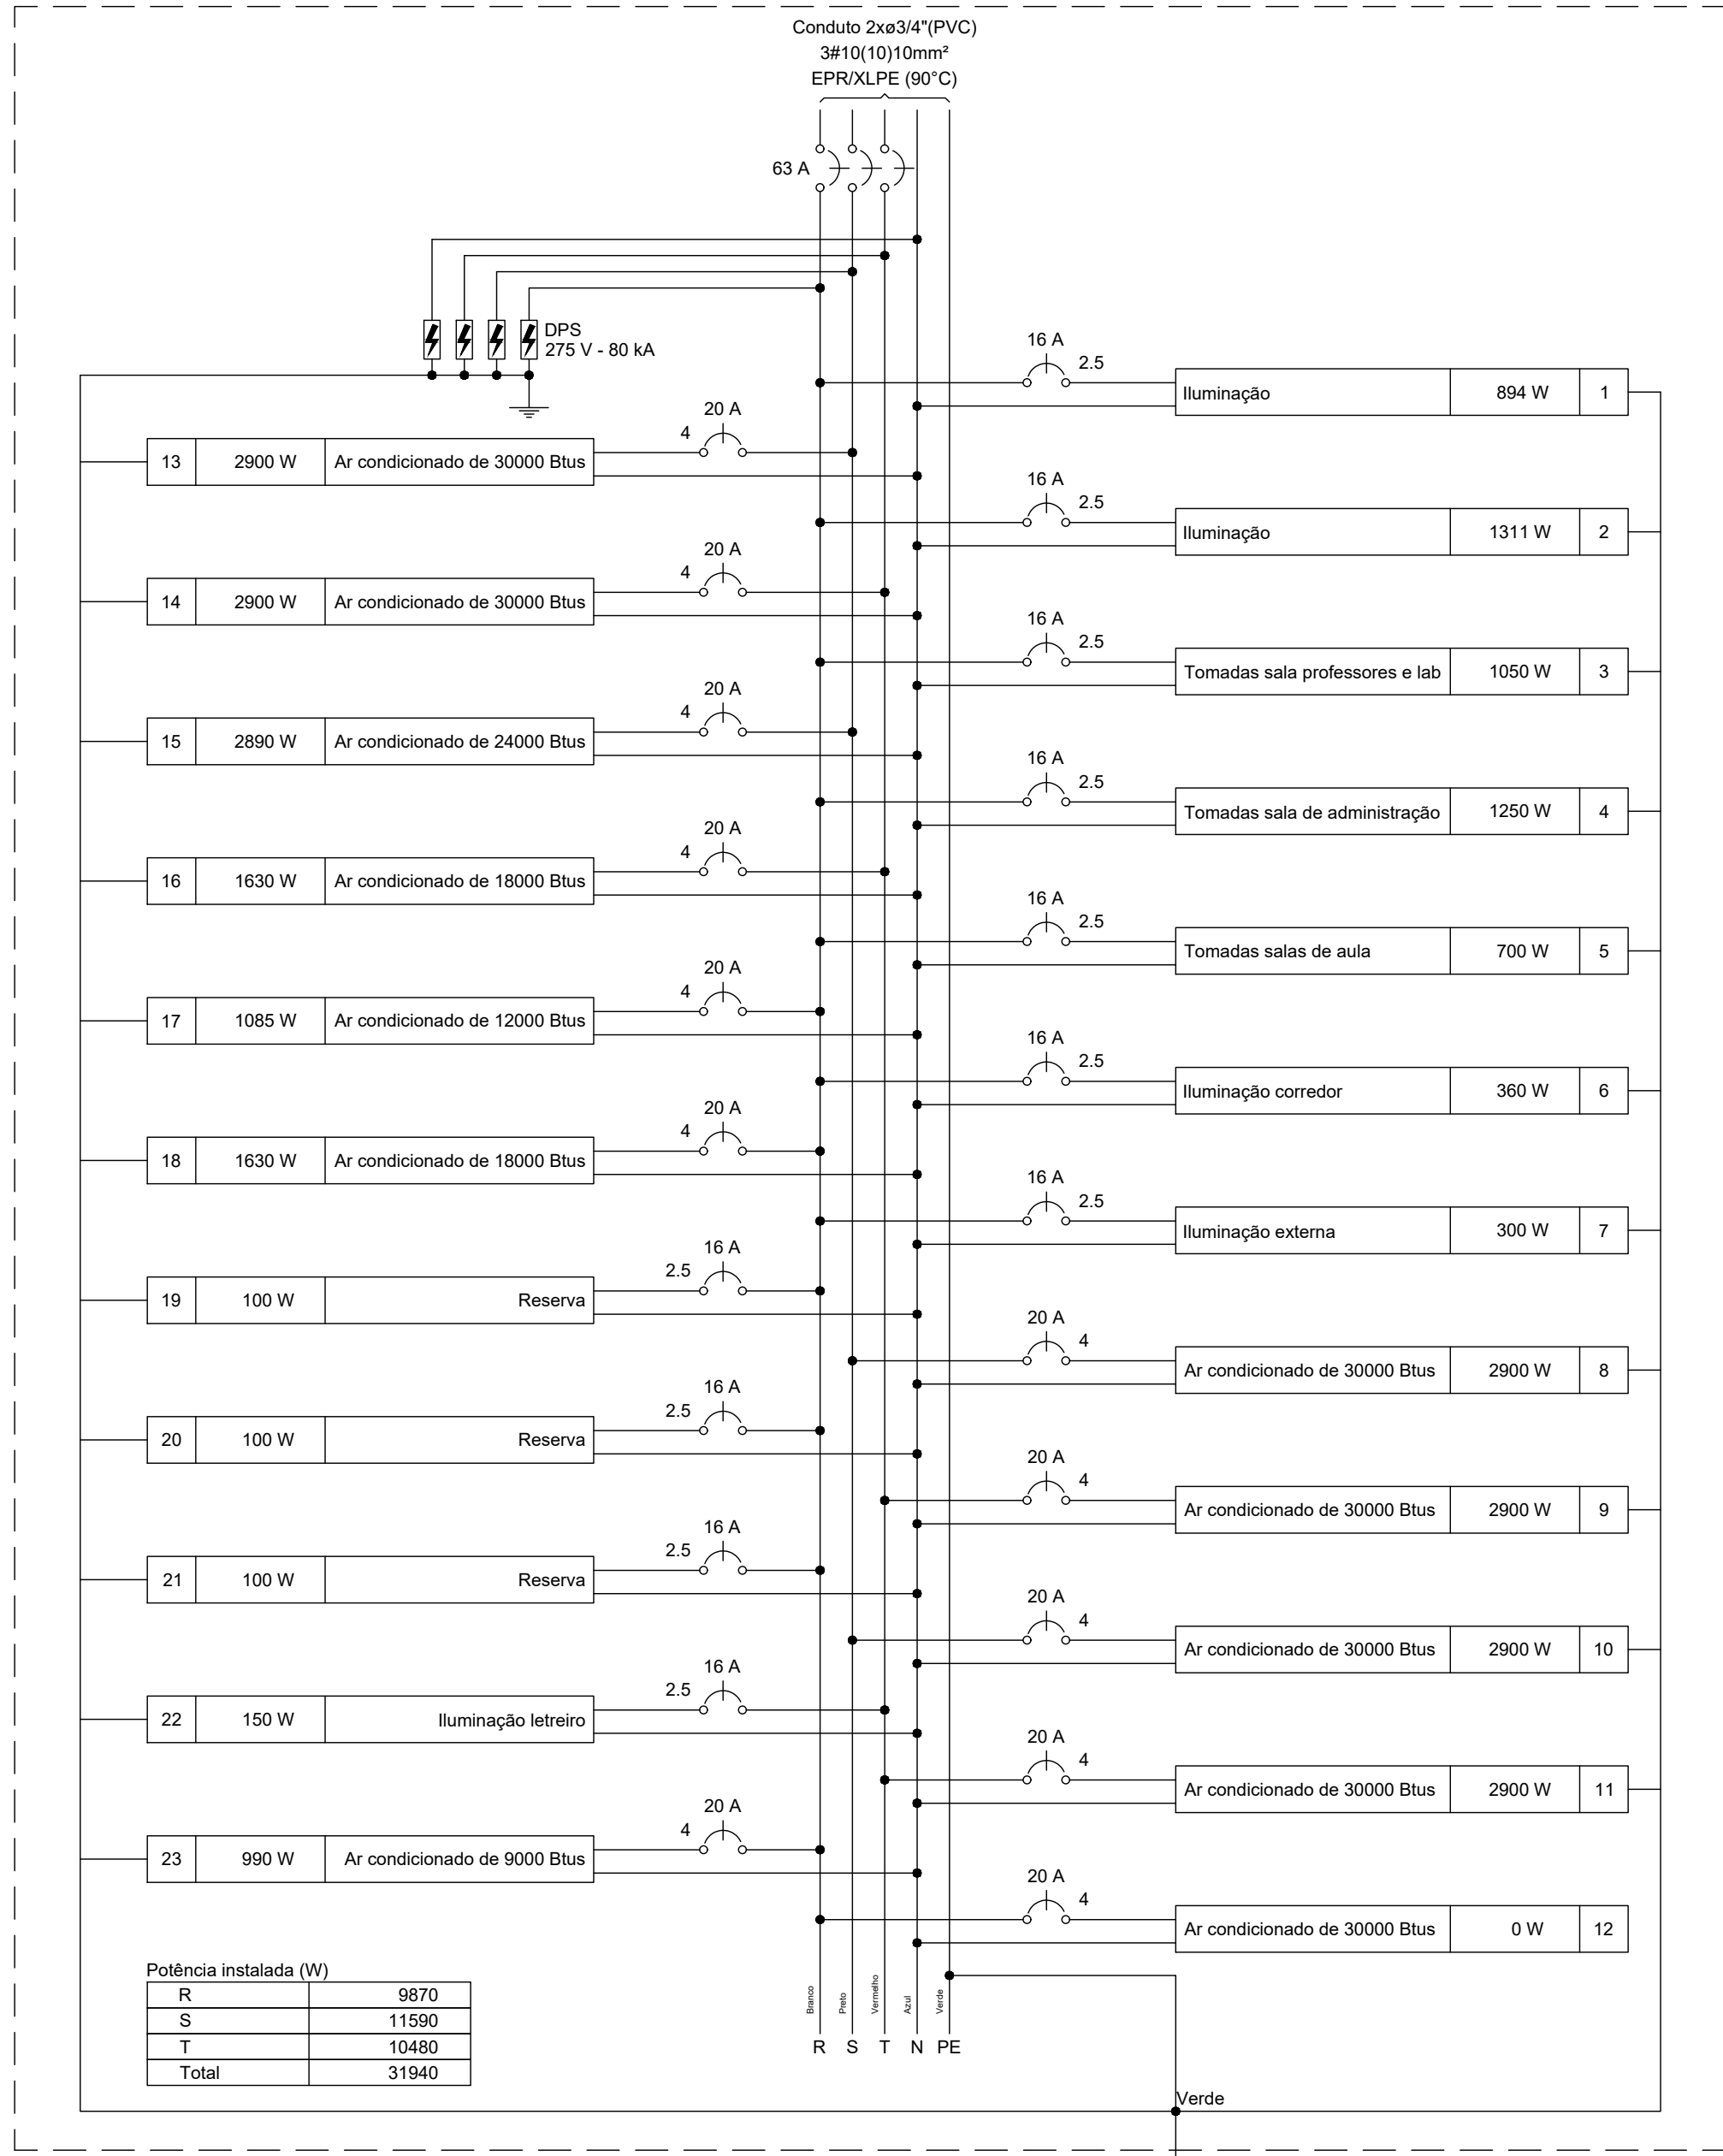 Conduto 2xø3/4"(PVC)
3#10(10)10mm²
EPR/XLPE (90°C)
63 A
DPS
275 V - 80 kA
16 A
2.5
Iluminação 894 W 1
20 A
4
13 2900 W Ar condicionado de 30000 Btus
16 A
2.5
Iluminação 1311 W 2
20 A
4
14 2900 W Ar condicionado de 30000 Btus
16 A
2.5
Tomadas sala professores e lab 1050 W 3
20 A
4
15 2890 W Ar condicionado de 24000 Btus
16 A
2.5
Tomadas sala de administração 1250 W 4
20 A
4
16 1630 W Ar condicionado de 18000 Btus
16 A
2.5
Tomadas salas de aula 700 W 5
20 A
4
17 1085 W Ar condicionado de 12000 Btus
16 A
2.5
Iluminação corredor 360 W 6
20 A
4
18 1630 W Ar condicionado de 18000 Btus
16 A
2.5
Iluminação externa 300 W 7
16 A
2.5
19 100 W Reserva
20 A
4
Ar condicionado de 30000 Btus 2900 W 8
16 A
2.5
20 100 W Reserva
20 A
4
Ar condicionado de 30000 Btus 2900 W 9
16 A
2.5
21 100 W Reserva
20 A
4
Ar condicionado de 30000 Btus 2900 W 10
16 A
2.5
22 150 W Iluminação letreiro
20 A
4
Ar condicionado de 30000 Btus 2900 W 11
20 A
4
23 990 W Ar condicionado de 9000 Btus
20 A
4
Ar condicionado de 30000 Btus 0 W 12
Potência instalada (W)
R 9870
S 11590
T 10480
Total 31940
Branco Preto Vermelho Azul Verde
R S T N PE
Verde